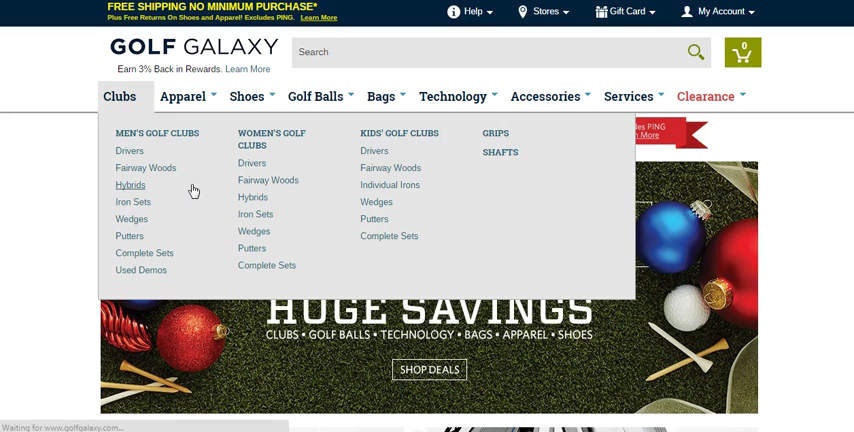 FREE SHIPPING NO MINIMUM PURCHASE*
Plus Free Returns On Shoes and Apparel! Excludes PING. Learn More
Help
Stores
Gift Card
My Account
GOLF GALAXY
Earn 3% Back in Rewards. Learn More
Search
0
Clubs
Apparel
Shoes
Golf Balls
Bags
Technology
Accessories
Services
Clearance
MEN'S GOLF CLUBS
Drivers
Fairway Woods
Hybrids
Iron Sets
Wedges
Putters
Complete Sets
Used Demos
WOMEN'S GOLF
CLUBS
Drivers
Fairway Woods
Hybrids
Iron Sets
Wedges
Putters
Complete Sets
KIDS' GOLF CLUBS
Drivers
Fairway Woods
Individual Irons
Wedges
Putters
Complete Sets
GRIPS
SHAFTS
PING
More
HUGE SAVINGS
CLUBS • GOLF BALLS • TECHNOLOGY • BAGS • APPAREL • SHOES
SHOP DEALS
Waiting for www.golfgalaxy.com...